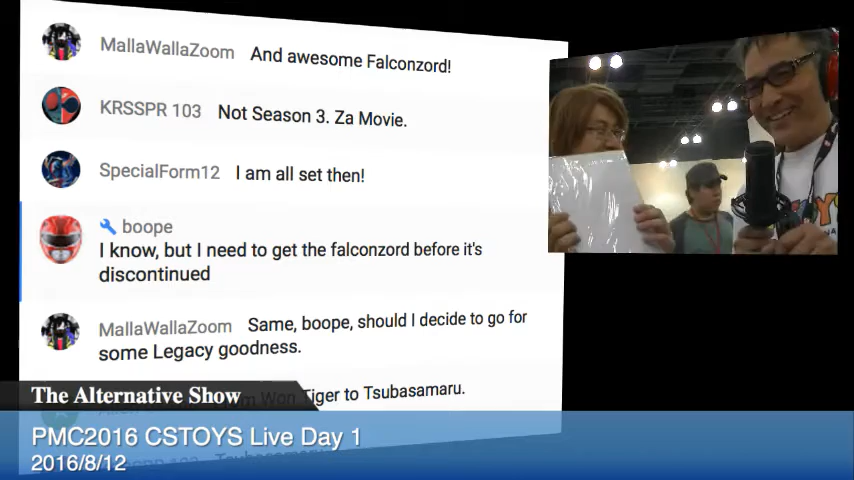 MallaWallaZoom And awesome Falconzord!
KRSSPR 103 Not Season 3. Za Movie.
SpecialForm12 I am all set then!
boope
I know, but I need to get the falconzord before it's
discontinued
MallaWallaZoom Same, boope, should I decide to go for
some Legacy goodness.
Tiger to Tsubasamaru.
The Alternative Show
PMC2016 CSTOYS Live Day 1
2016/8/12